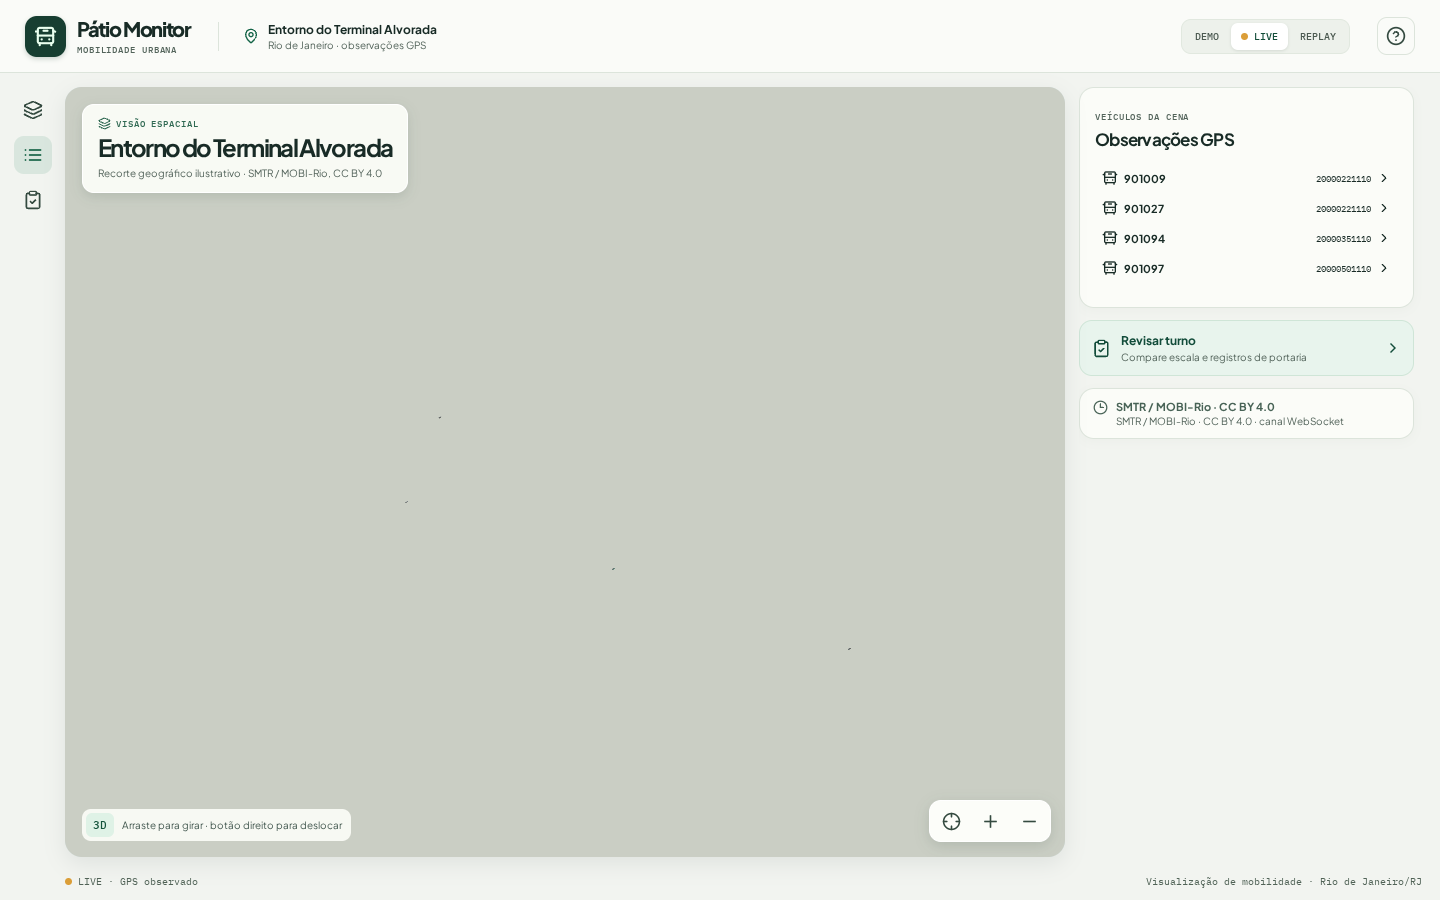 Pátio Monitor
MOBILIDADE URBANA
Entorno do Terminal Alvorada
Rio de Janeiro · observações GPS
DEMO
LIVE
REPLAY
VISÃO ESPACIAL
Entorno do Terminal Alvorada
Recorte geográfico ilustrativo · SMTR / MOBI-Rio, CC BY 4.0
VEÍCULOS DA CENA
Observações GPS
901009 20000221110
901027 20000221110
901094 20000351110
901097 20000501110
Revisar turno
Compare escala e registros de portaria
SMTR / MOBI-Rio · CC BY 4.0
SMTR / MOBI-Rio · CC BY 4.0 · canal WebSocket
3D Arraste para girar · botão direito para deslocar
LIVE · GPS observado
Visualização de mobilidade · Rio de Janeiro/RJ